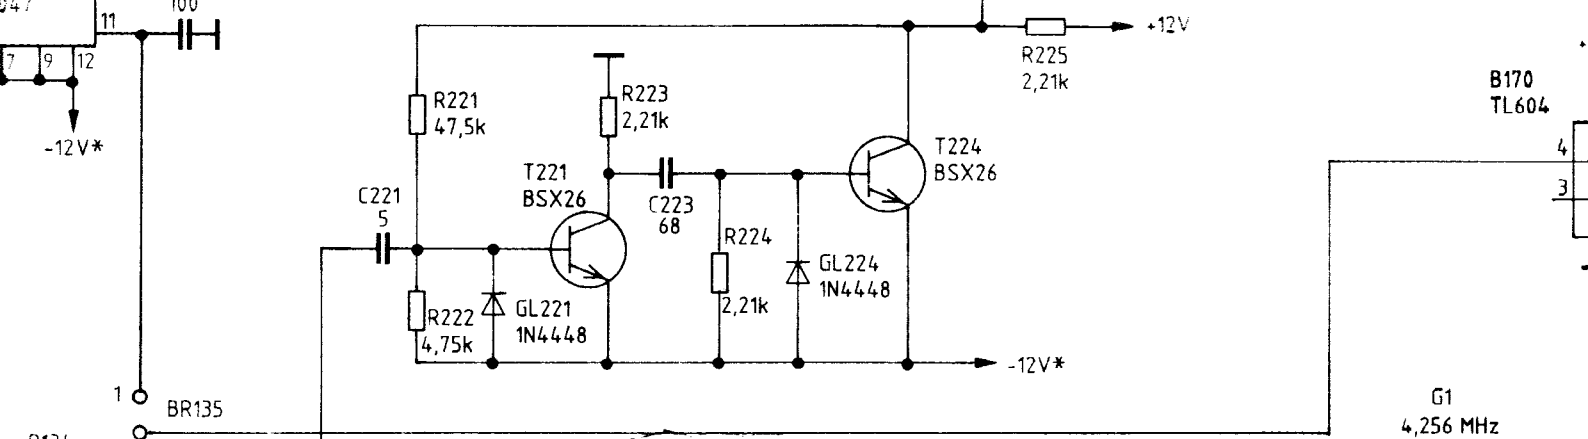 100
11
7 9 12
-12V*
R221
47,5k
R223
2,21k
+12V
R225
2,21k
B170
TL604
4
3
T221
BSX26
T224
BSX26
C221
5
C223
68
R224
2,21k
GL224
1N4448
R222
4,75k
GL221
1N4448
-12V*
1
BR135
G1
4,256 MHz